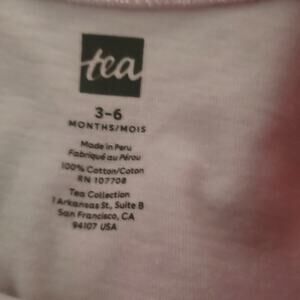 tea
3-6
MONTHS/MOIS
Made in Peru
Fabriqué au Pérou
100% Cotton/Coton
RN 107708
Tea Collection
1 Arkansas St., Suite B
San Francisco, CA
94107 USA